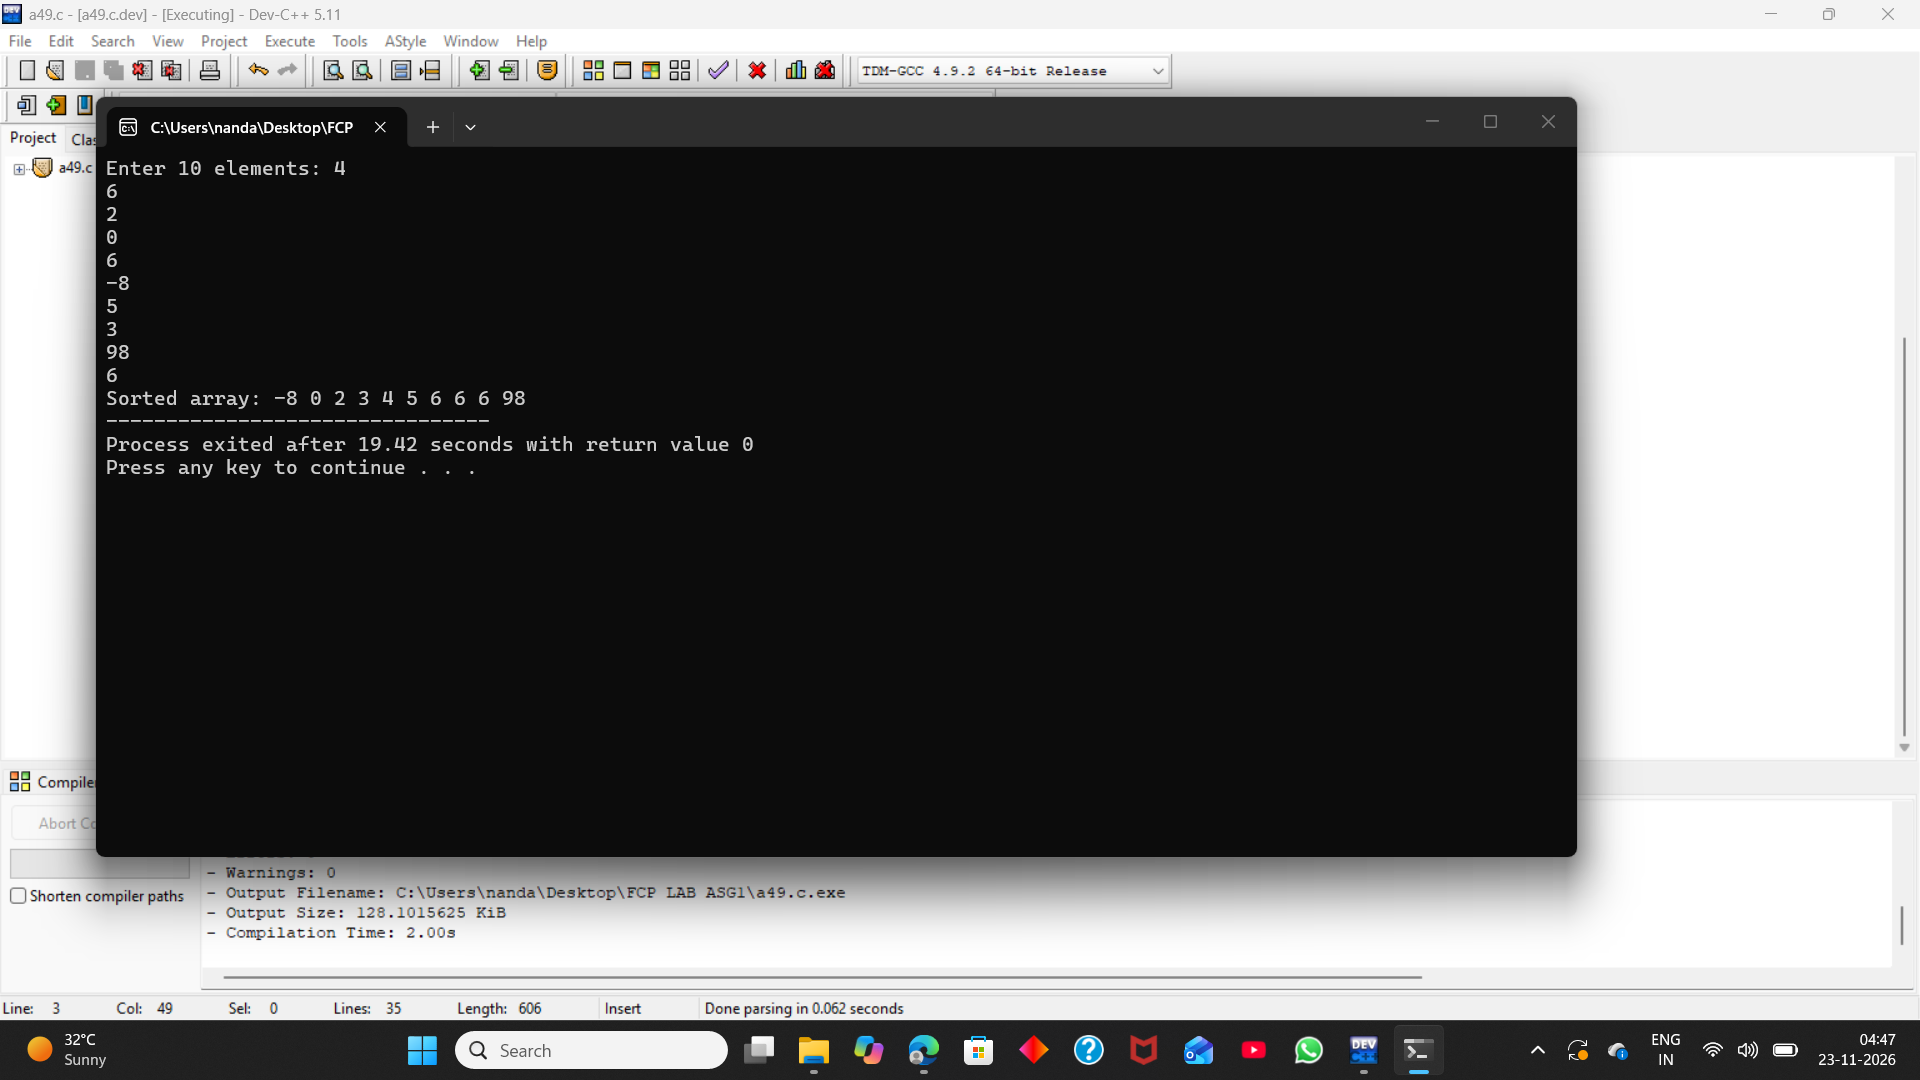 a49.c - [a49.c.dev] - [Executing] - Dev-C++ 5.11
File Edit Search View Project Execute Tools AStyle Window Help
TDM-GCC 4.9.2 64-bit Release
Project
a49.c
C:\Users\nanda\Desktop\FCP
Enter 10 elements: 4
6
2
0
6
-8
5
3
98
6
Sorted array: -8 0 2 3 4 5 6 6 6 98
--------------------------------
Process exited after 19.42 seconds with return value 0
Press any key to continue . . .
Compiler
Abort
Shorten compiler paths
- Warnings: 0
- Output Filename: C:\Users\nanda\Desktop\FCP LAB ASG1\a49.c.exe
- Output Size: 128.1015625 KiB
- Compilation Time: 2.00s
Line: 3 Col: 49 Sel: 0 Lines: 35 Length: 606 Insert Done parsing in 0.062 seconds
32°C
Sunny
Search
DEV
ENG
IN
04:47
23-11-2026